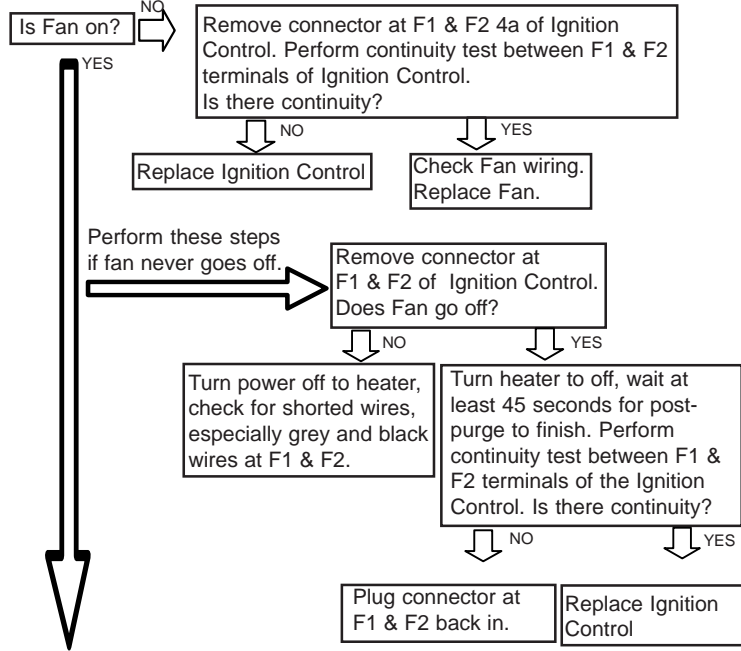 Is Fan on?
NO
YES
Remove connector at F1 & F2 4a of Ignition
Control. Perform continuity test between F1 & F2
terminals of Ignition Control.
Is there continuity?
NO
YES
Replace Ignition Control
Check Fan wiring.
Replace Fan.
Perform these steps
if fan never goes off.
Remove connector at
F1 & F2 of Ignition Control.
Does Fan go off?
NO
YES
Turn power off to heater,
check for shorted wires,
especially grey and black
wires at F1 & F2.
Turn heater to off, wait at
least 45 seconds for post-
purge to finish. Perform
continuity test between F1 &
F2 terminals of the Ignition
Control. Is there continuity?
NO
YES
Plug connector at
F1 & F2 back in.
Replace Ignition
Control